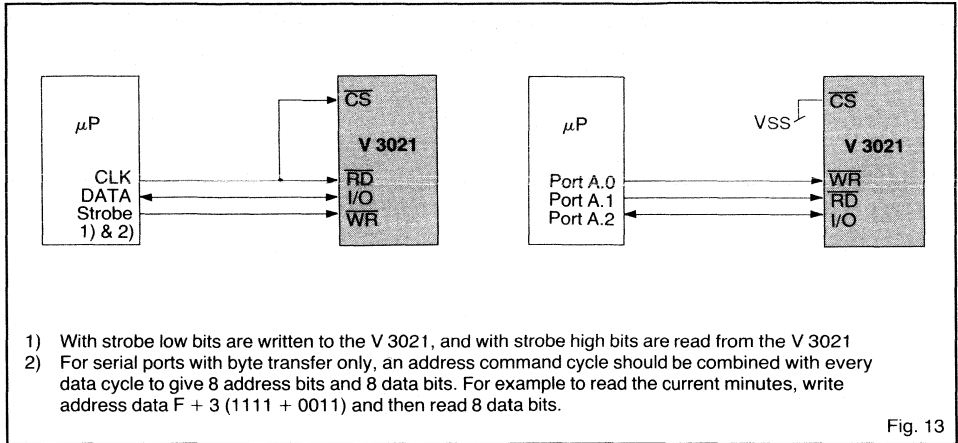 μP
CLK
DATA
Strobe
1) & 2)
CS
V 3021
RD
I/O
WR
μP
Port A.0
Port A.1
Port A.2
VSS
CS
V 3021
WR
RD
I/O
1) With strobe low bits are written to the V 3021, and with strobe high bits are read from the V 3021
2) For serial ports with byte transfer only, an address command cycle should be combined with every
data cycle to give 8 address bits and 8 data bits. For example to read the current minutes, write
address data F + 3 (1111 + 0011) and then read 8 data bits.
Fig. 13